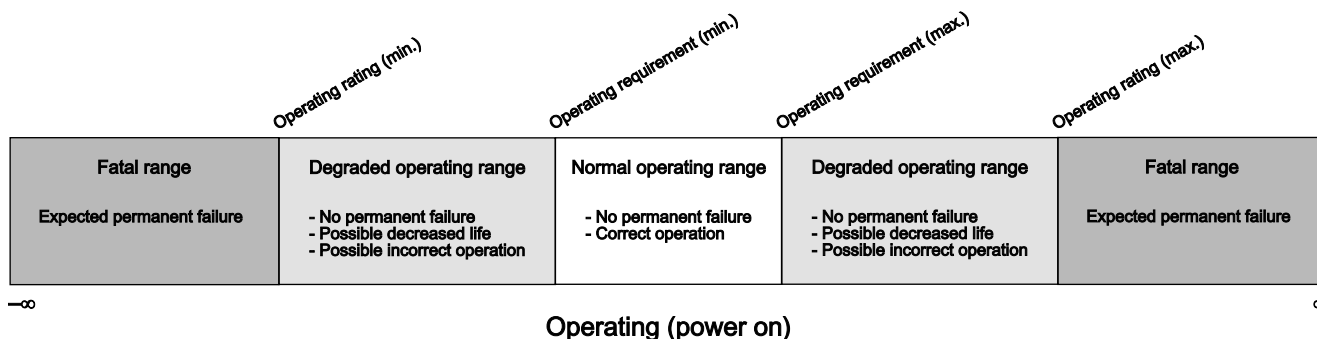 Operating rating (min.)
Operating requirement (min.)
Operating requirement (max.)
Operating rating (max.)
Fatal range
Expected permanent failure
Degraded operating range
- No permanent failure
- Possible decreased life
- Possible incorrect operation
Normal operating range
- No permanent failure
- Correct operation
Degraded operating range
- No permanent failure
- Possible decreased life
- Possible incorrect operation
Fatal range
Expected permanent failure
–∞
Operating (power on)